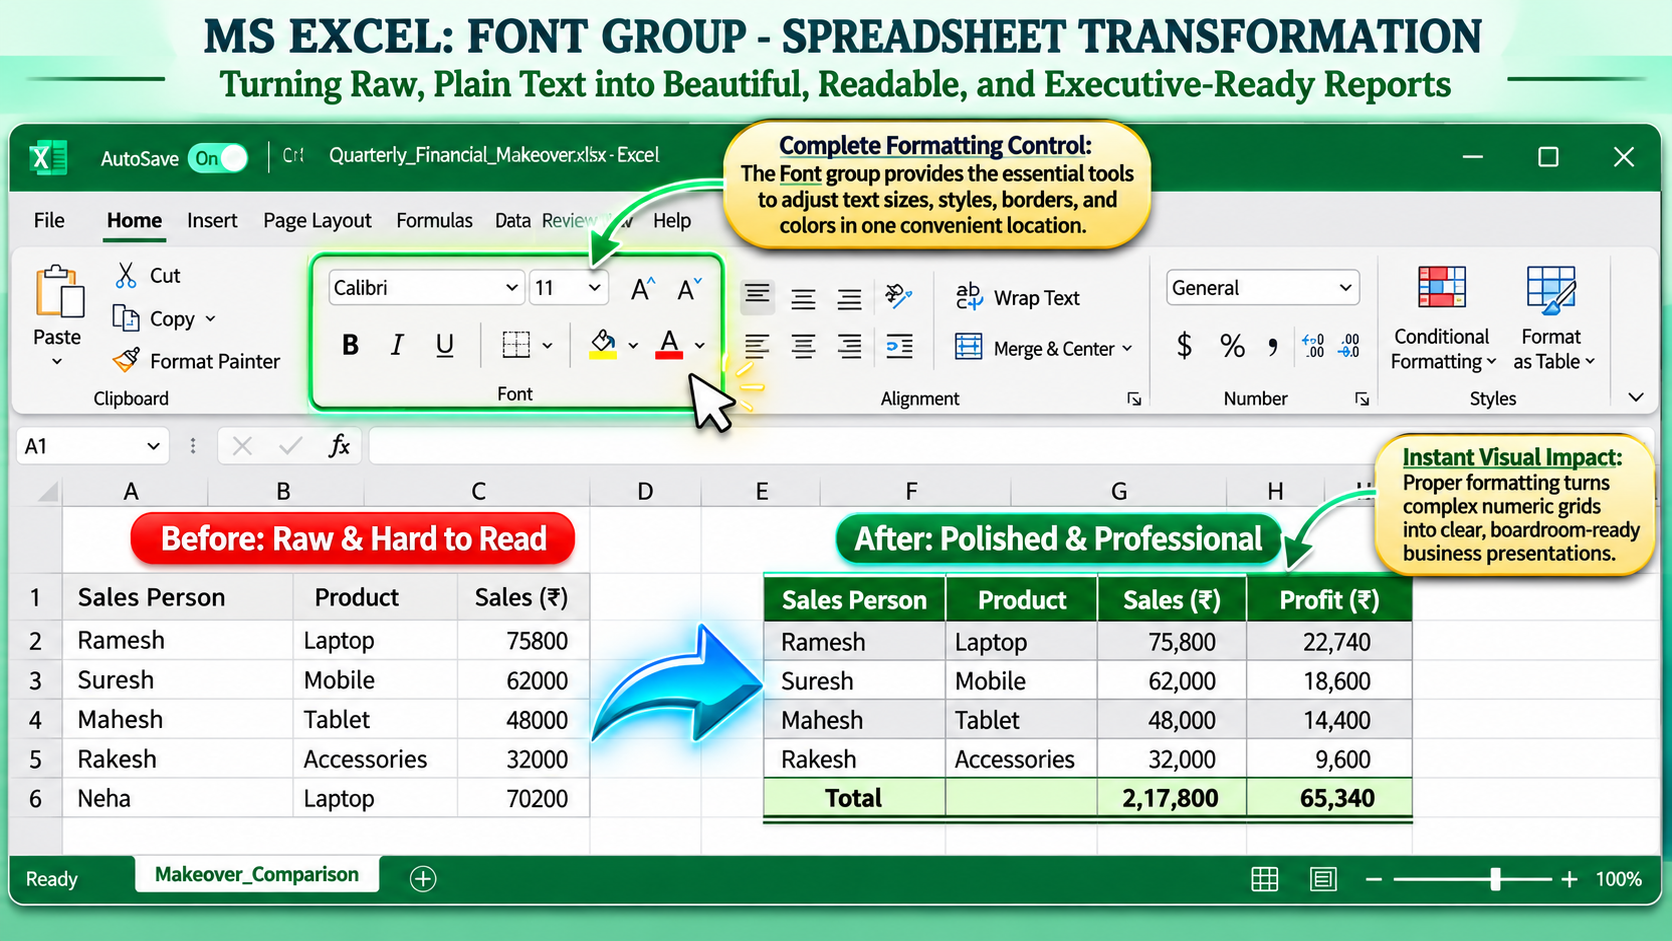 MS EXCEL: FONT GROUP - SPREADSHEET TRANSFORMATION
Turning Raw, Plain Text into Beautiful, Readable, and Executive-Ready Reports
AutoSave On Quarterly_Financial_Makeover.xlsx - Excel
Complete Formatting Control:
The Font group provides the essential tools
to adjust text sizes, styles, borders, and
colors in one convenient location.
File Home Insert Page Layout Formulas Data Review Help
Paste
Cut
Copy
Format Painter
Clipboard
Calibri 11 A^ A˅
B I U A
Font
Wrap Text
Merge & Center
Alignment
General
$ % , .00 .00
Number
Conditional
Formatting
Format
as Table
Styles
A1 fx
Instant Visual Impact:
Proper formatting turns
complex numeric grids
into clear, boardroom-ready
business presentations.
A B C D E F G H
Before: Raw & Hard to Read
1 Sales Person Product Sales (₹)
2 Ramesh Laptop 75800
3 Suresh Mobile 62000
4 Mahesh Tablet 48000
5 Rakesh Accessories 32000
6 Neha Laptop 70200
After: Polished & Professional
Sales Person Product Sales (₹) Profit (₹)
Ramesh Laptop 75,800 22,740
Suresh Mobile 62,000 18,600
Mahesh Tablet 48,000 14,400
Rakesh Accessories 32,000 9,600
Total 2,17,800 65,340
Ready Makeover_Comparison 100%